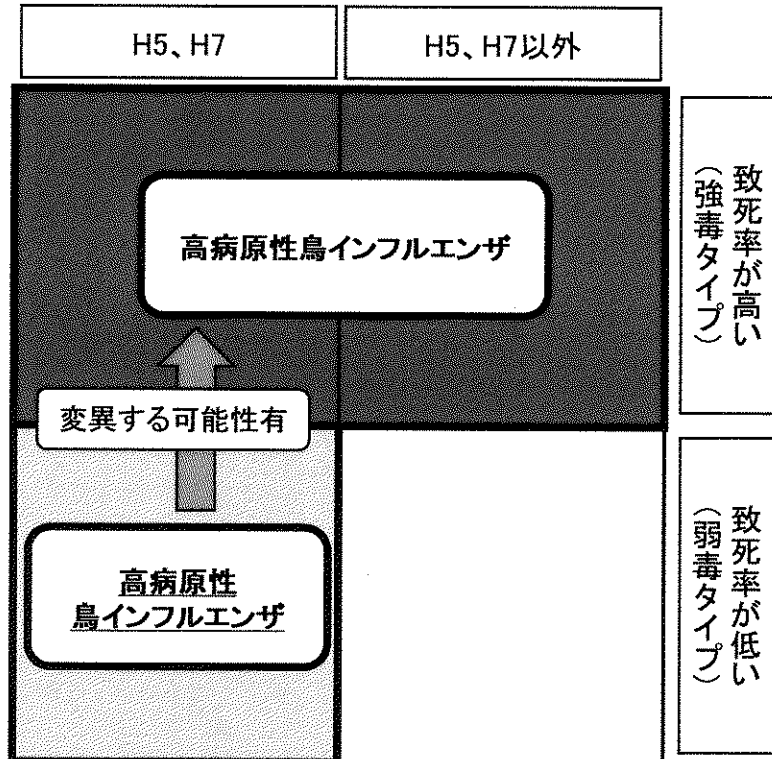 H5、H7
H5、H7以外
高病原性鳥インフルエンザ
致死率が高い
（強毒タイプ）
変異する可能性有
高病原性
鳥インフルエンザ
致死率が低い
（弱毒タイプ）